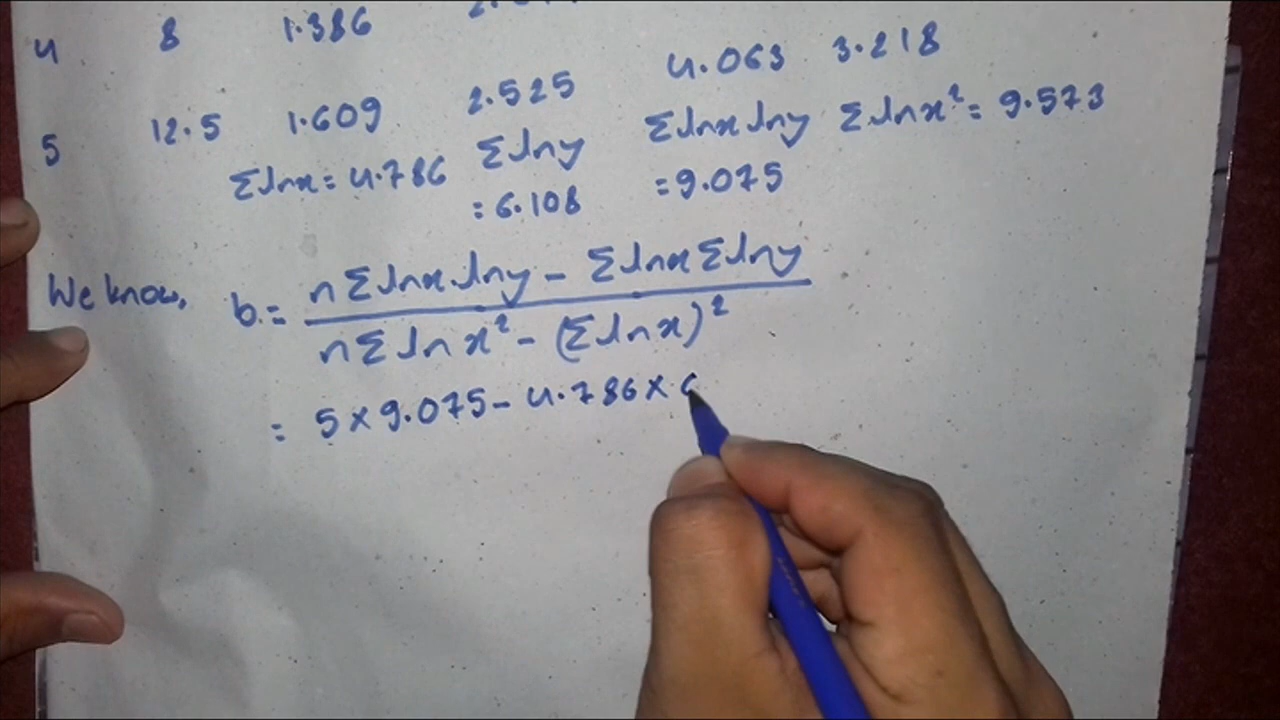 4 8 1.386
4.063 3.218
5 12.5 1.609 2.525
Σlnx = 4.786 Σlny Σlnx lny Σlnx² = 9.573
= 6.108 = 9.075
We know, b = nΣlnx.lny - Σlnx Σlny
nΣlnx² - (Σlnx)²
= 5 × 9.075 - 4.786 ×